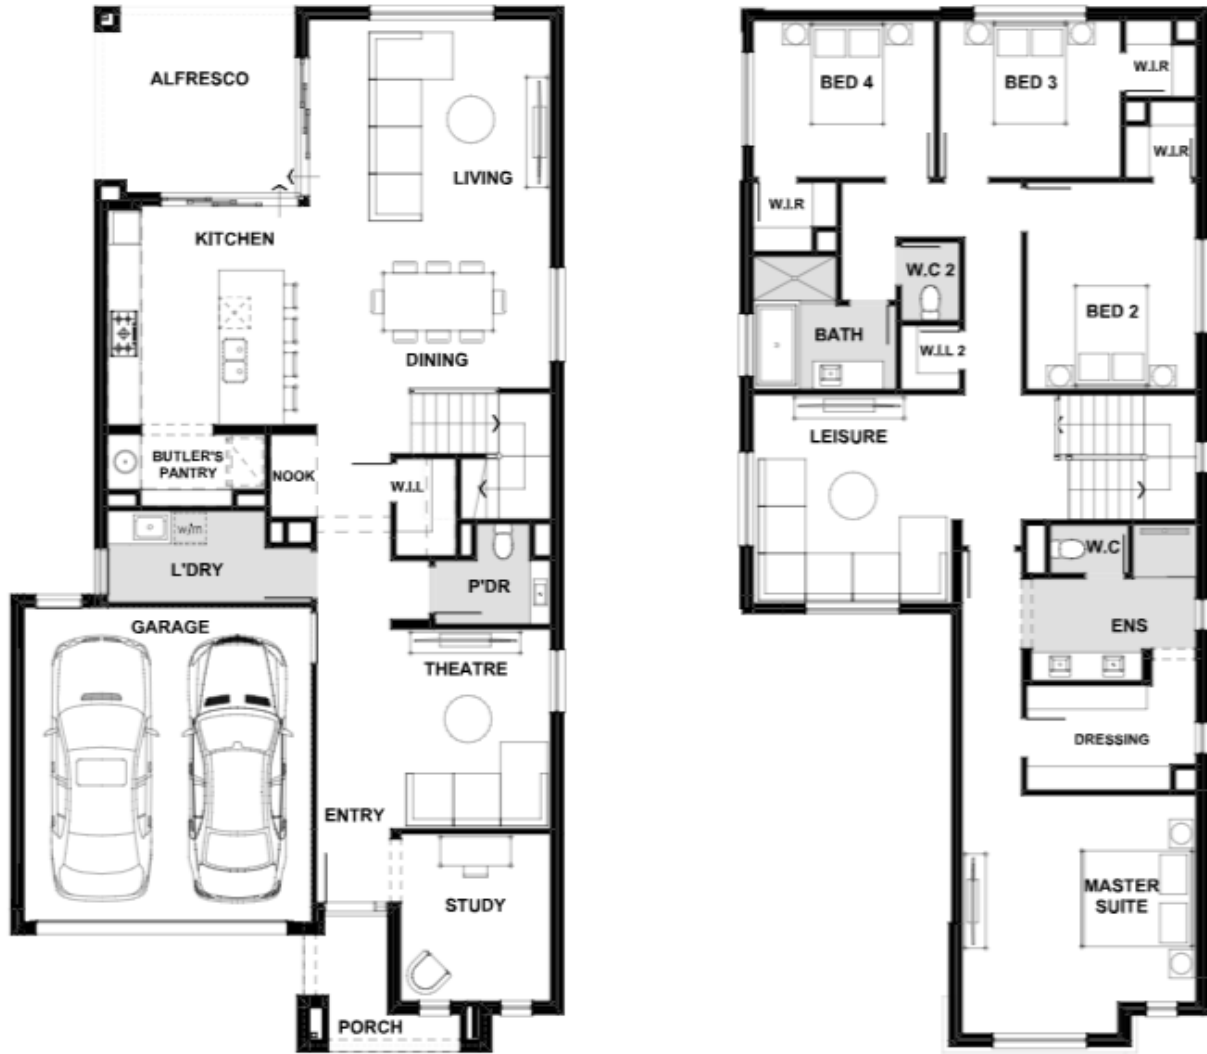 ALFRESCO
LIVING
KITCHEN
DINING
BUTLER'S
PANTRY
NOOK
W.I.L
w/m
L'DRY
P'DR
GARAGE
THEATRE
ENTRY
STUDY
PORCH
BED 4
BED 3
W.I.R
W.I.R
W.I.R
W.C 2
BED 2
BATH
W.I.L 2
LEISURE
W.C
ENS
DRESSING
MASTER
SUITE